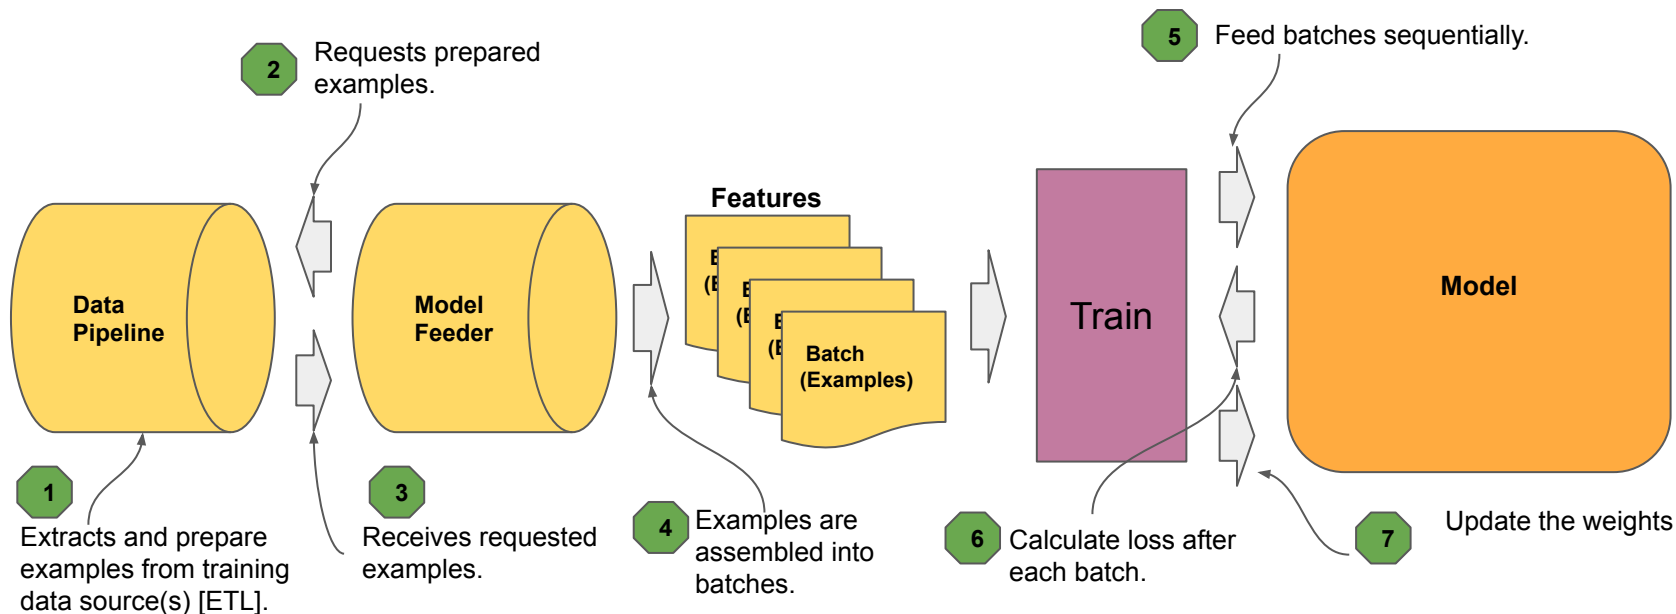 2
Requests prepared
examples.
5
Feed batches sequentially.
Features
Data
Pipeline
Model
Feeder
B
(E
B
(E
B
(E
Batch
(Examples)
Train
Model
1
Extracts and prepare
examples from training
data source(s) [ETL].
3
Receives requested
examples.
4
Examples are
assembled into
batches.
6
Calculate loss after
each batch.
7
Update the weights